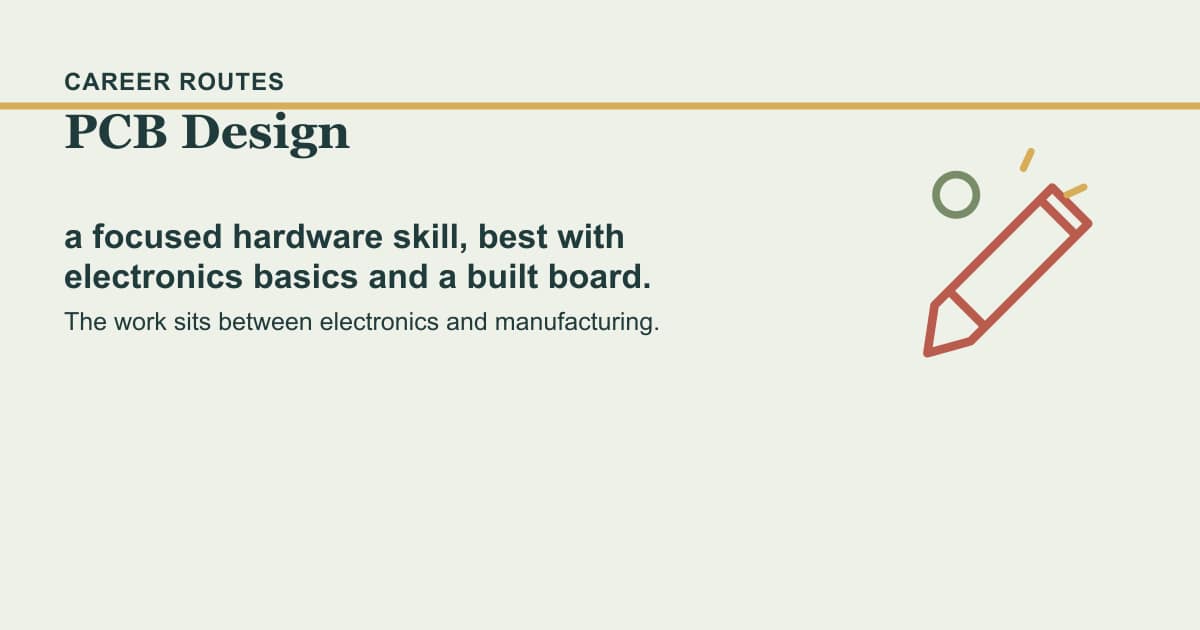 CAREER ROUTES
PCB Design
a focused hardware skill, best with
electronics basics and a built board.
The work sits between electronics and manufacturing.